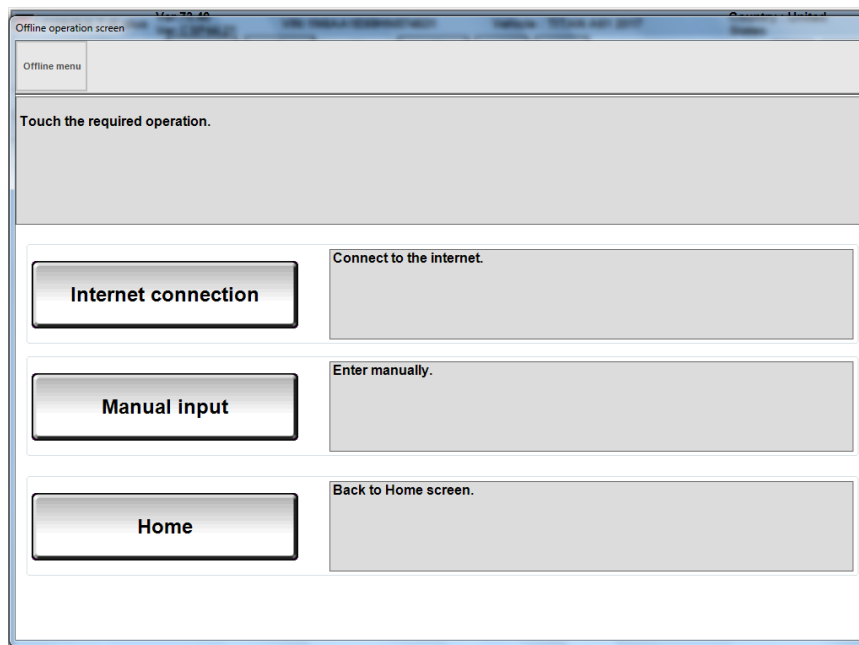 Offline operation screen
Offline menu
Touch the required operation.
Internet connection
Connect to the internet.
Manual input
Enter manually.
Home
Back to Home screen.